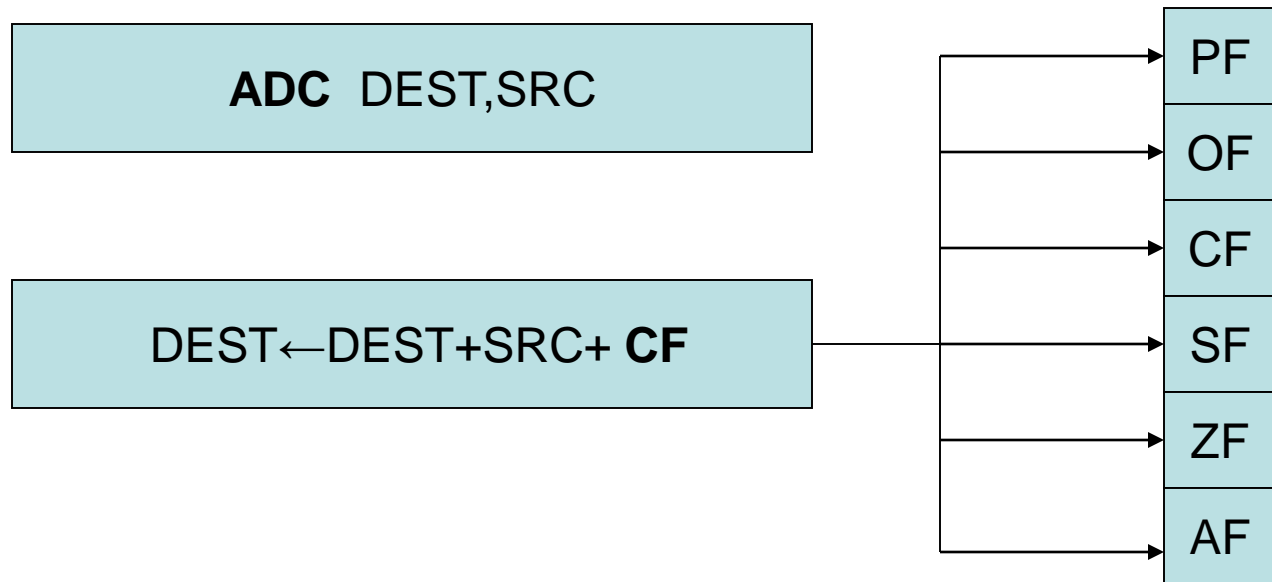 ADC DEST,SRC
DEST←DEST+SRC+ CF
PF
OF
CF
SF
ZF
AF